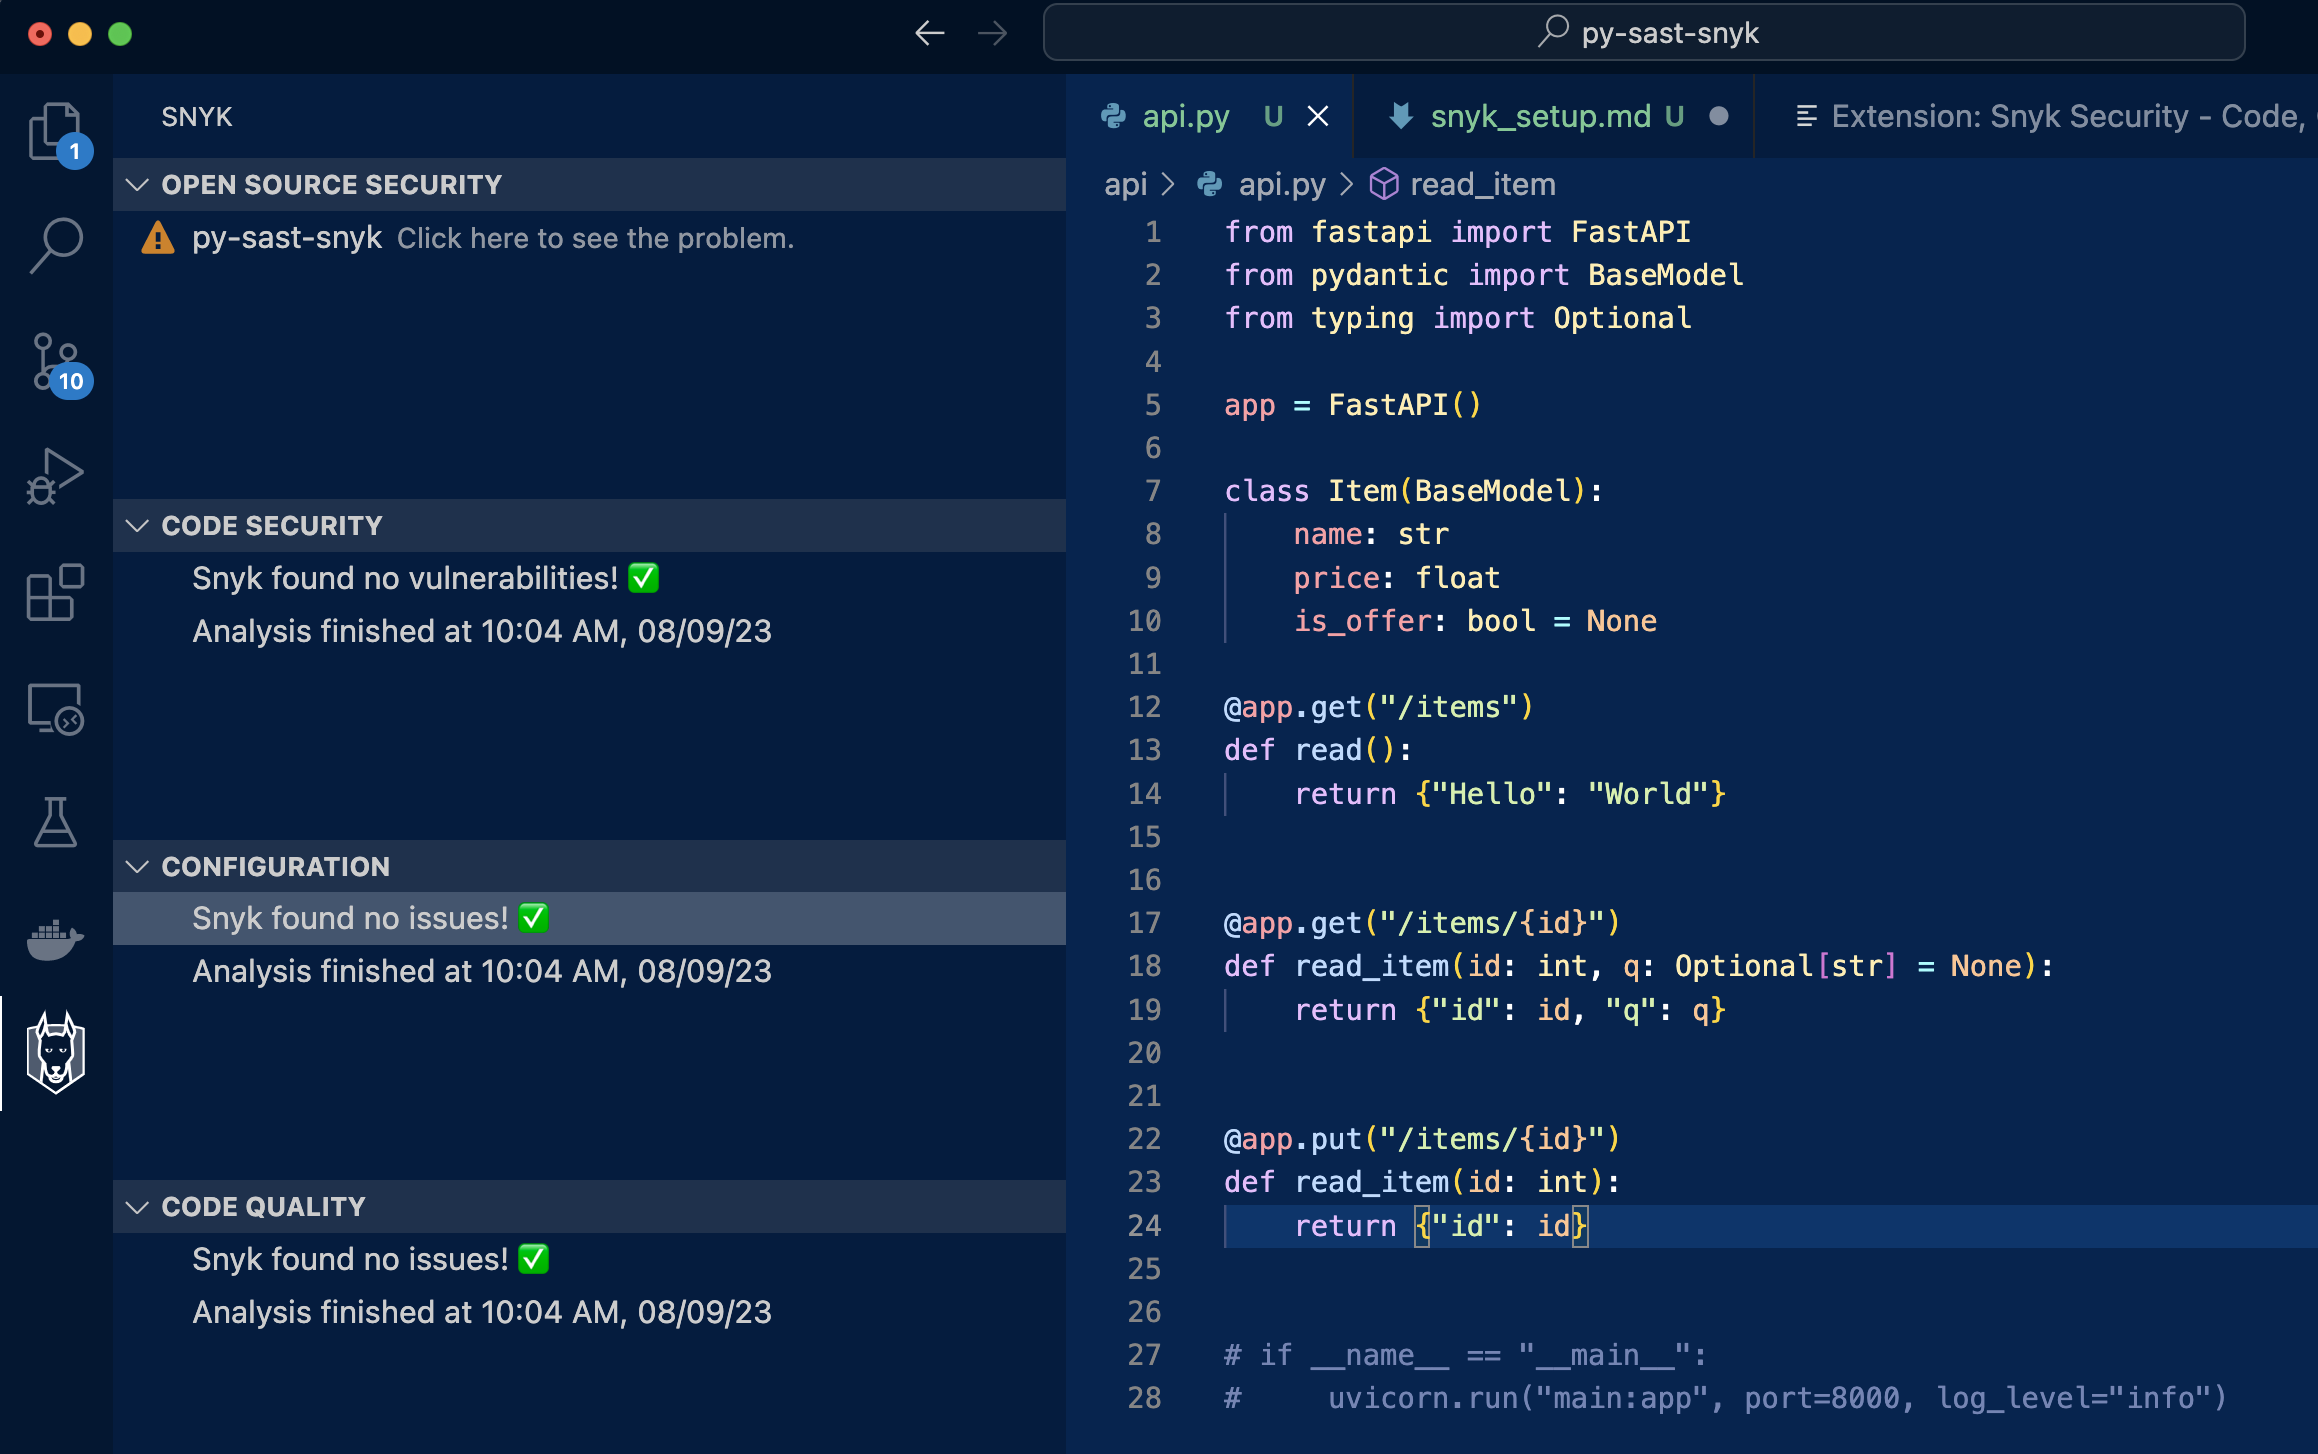 py-sast-snyk
SNYK
1
10
OPEN SOURCE SECURITY
py-sast-snyk Click here to see the problem.
CODE SECURITY
Snyk found no vulnerabilities! ✅
Analysis finished at 10:04 AM, 08/09/23
CONFIGURATION
Snyk found no issues! ✅
Analysis finished at 10:04 AM, 08/09/23
CODE QUALITY
Snyk found no issues! ✅
Analysis finished at 10:04 AM, 08/09/23
api.py U
snyk_setup.md U
Extension: Snyk Security - Code,
api > api.py > read_item
1 from fastapi import FastAPI
2 from pydantic import BaseModel
3 from typing import Optional
4
5 app = FastAPI()
6
7 class Item(BaseModel):
8     name: str
9     price: float
10     is_offer: bool = None
11
12 @app.get("/items")
13 def read():
14     return {"Hello": "World"}
15
16
17 @app.get("/items/{id}")
18 def read_item(id: int, q: Optional[str] = None):
19     return {"id": id, "q": q}
20
21
22 @app.put("/items/{id}")
23 def read_item(id: int):
24     return {"id": id}
25
26
27 # if __name__ == "__main__":
28 #     uvicorn.run("main:app", port=8000, log_level="info")